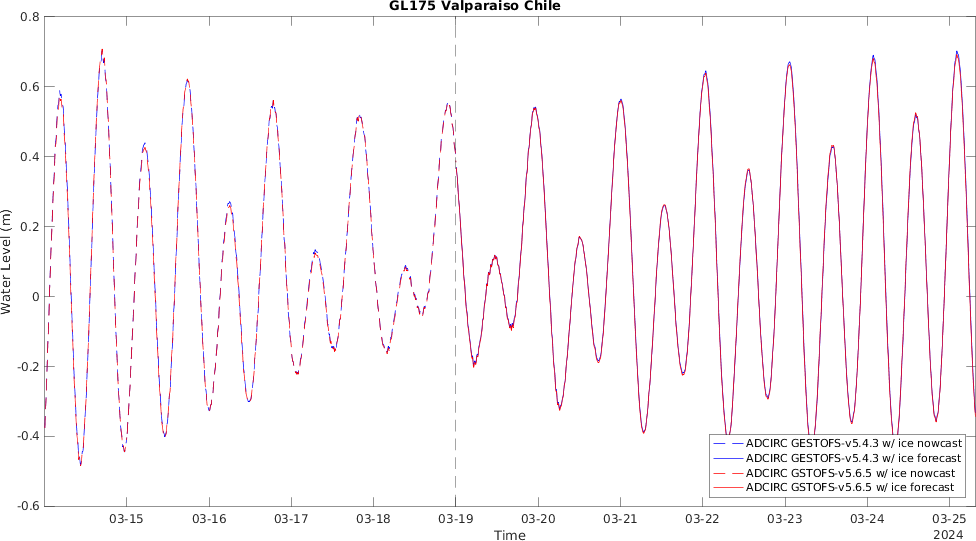 GL175 Valparaiso Chile
0.8
0.6
0.4
0.2
0
-0.2
-0.4
-0.6
Water Level (m)
ADCIRC GESTOFS-v5.4.3 w/ ice nowcast
ADCIRC GESTOFS-v5.4.3 w/ ice forecast
ADCIRC GSTOFS-v5.6.5 w/ ice nowcast
ADCIRC GSTOFS-v5.6.5 w/ ice forecast
03-15 03-16 03-17 03-18 03-19 03-20 03-21 03-22 03-23 03-24 03-25
Time 2024